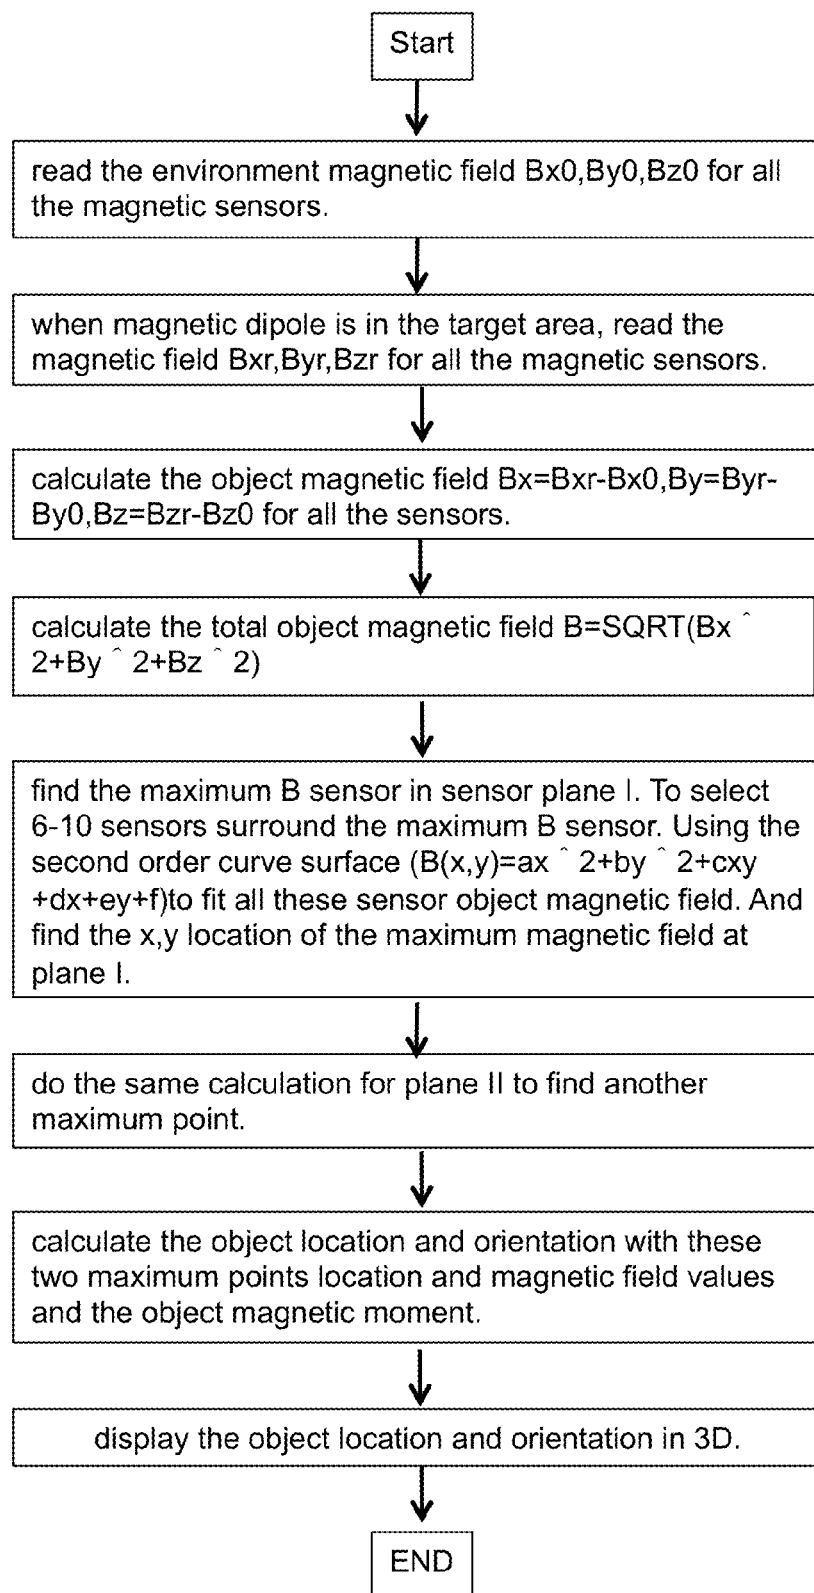 Start
read the environment magnetic field Bx0,By0,Bz0 for all
the magnetic sensors.
when magnetic dipole is in the target area, read the
magnetic field Bxr,Byr,Bzr for all the magnetic sensors.
calculate the object magnetic field Bx=Bxr-Bx0,By=Byr-
By0,Bz=Bzr-Bz0 for all the sensors.
calculate the total object magnetic field B=SQRT(Bx ^
2+By ^ 2+Bz ^ 2)
find the maximum B sensor in sensor plane I. To select
6-10 sensors surround the maximum B sensor. Using the
second order curve surface (B(x,y)=ax ^ 2+by ^ 2+cxy
+dx+ey+f)to fit all these sensor object magnetic field. And
find the x,y location of the maximum magnetic field at
plane I.
do the same calculation for plane II to find another
maximum point.
calculate the object location and orientation with these
two maximum points location and magnetic field values
and the object magnetic moment.
display the object location and orientation in 3D.
END